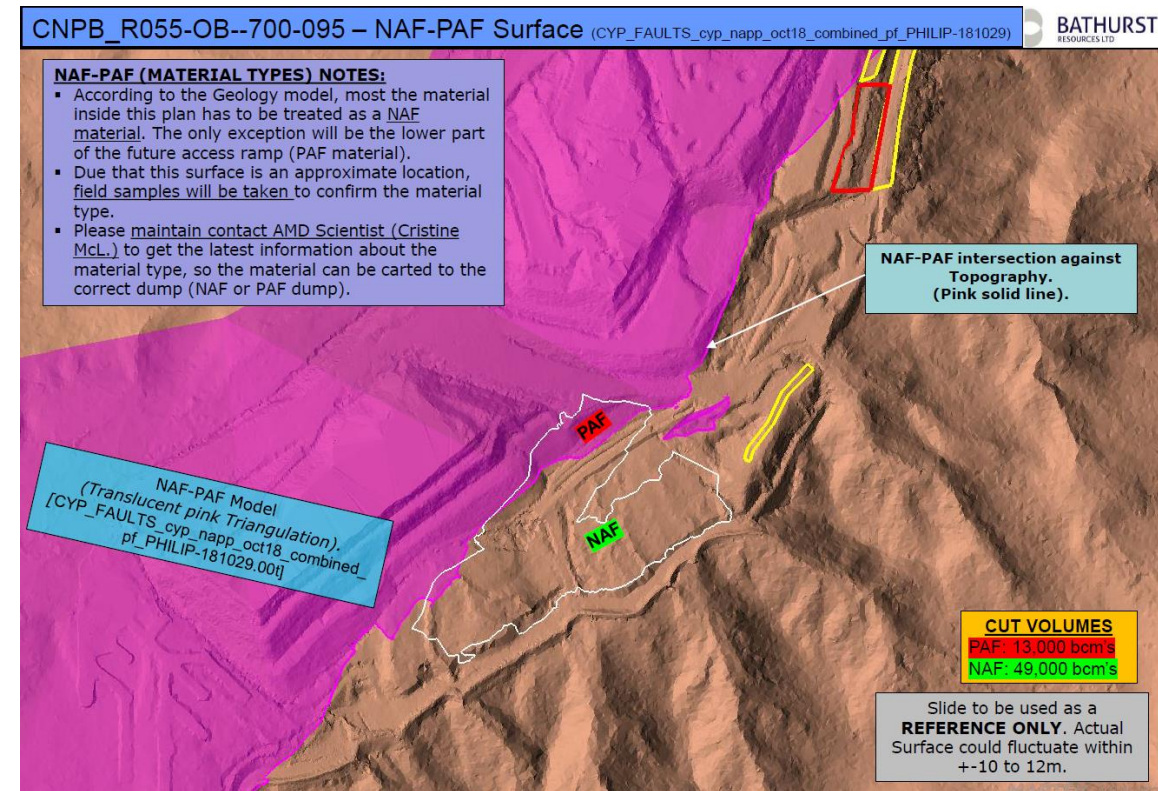 CNPB_R055-OB--700-095 – NAF-PAF Surface (CYP_FAULTS_cyp_napp_oct18_combined_pf_PHILIP-181029)
BATHURST
RESOURCES LTD
NAF-PAF (MATERIAL TYPES) NOTES:
▪ According to the Geology model, most the material
inside this plan has to be treated as a NAF
material. The only exception will be the lower part
of the future access ramp (PAF material).
▪ Due that this surface is an approximate location,
field samples will be taken to confirm the material
type.
▪ Please maintain contact AMD Scientist (Cristine
McL.) to get the latest information about the
material type, so the material can be carted to the
correct dump (NAF or PAF dump).
NAF-PAF intersection against
Topography.
(Pink solid line).
PAF
NAF
NAF-PAF Model
(Translucent pink Triangulation).
[CYP_FAULTS_cyp_napp_oct18_combined_
pf_PHILIP-181029.00t]
CUT VOLUMES
PAF: 13,000 bcm's
NAF: 49,000 bcm's
Slide to be used as a
REFERENCE ONLY. Actual
Surface could fluctuate within
+-10 to 12m.